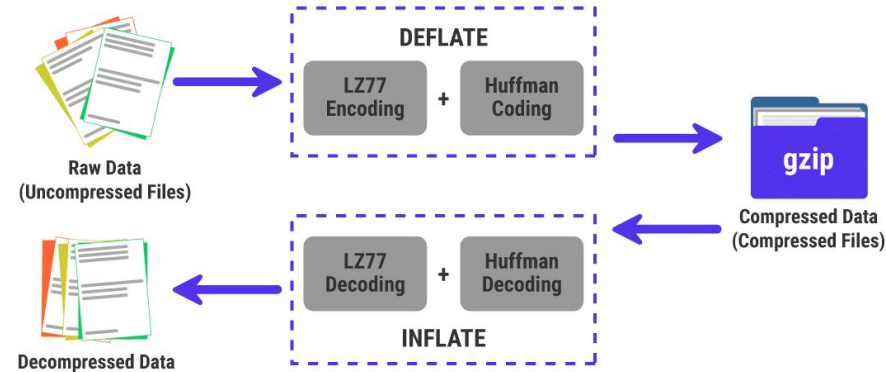 DEFLATE
LZ77
Encoding
+
Huffman
Coding
Raw Data
(Uncompressed Files)
gzip
Compressed Data
(Compressed Files)
LZ77
Decoding
+
Huffman
Decoding
INFLATE
Decompressed Data